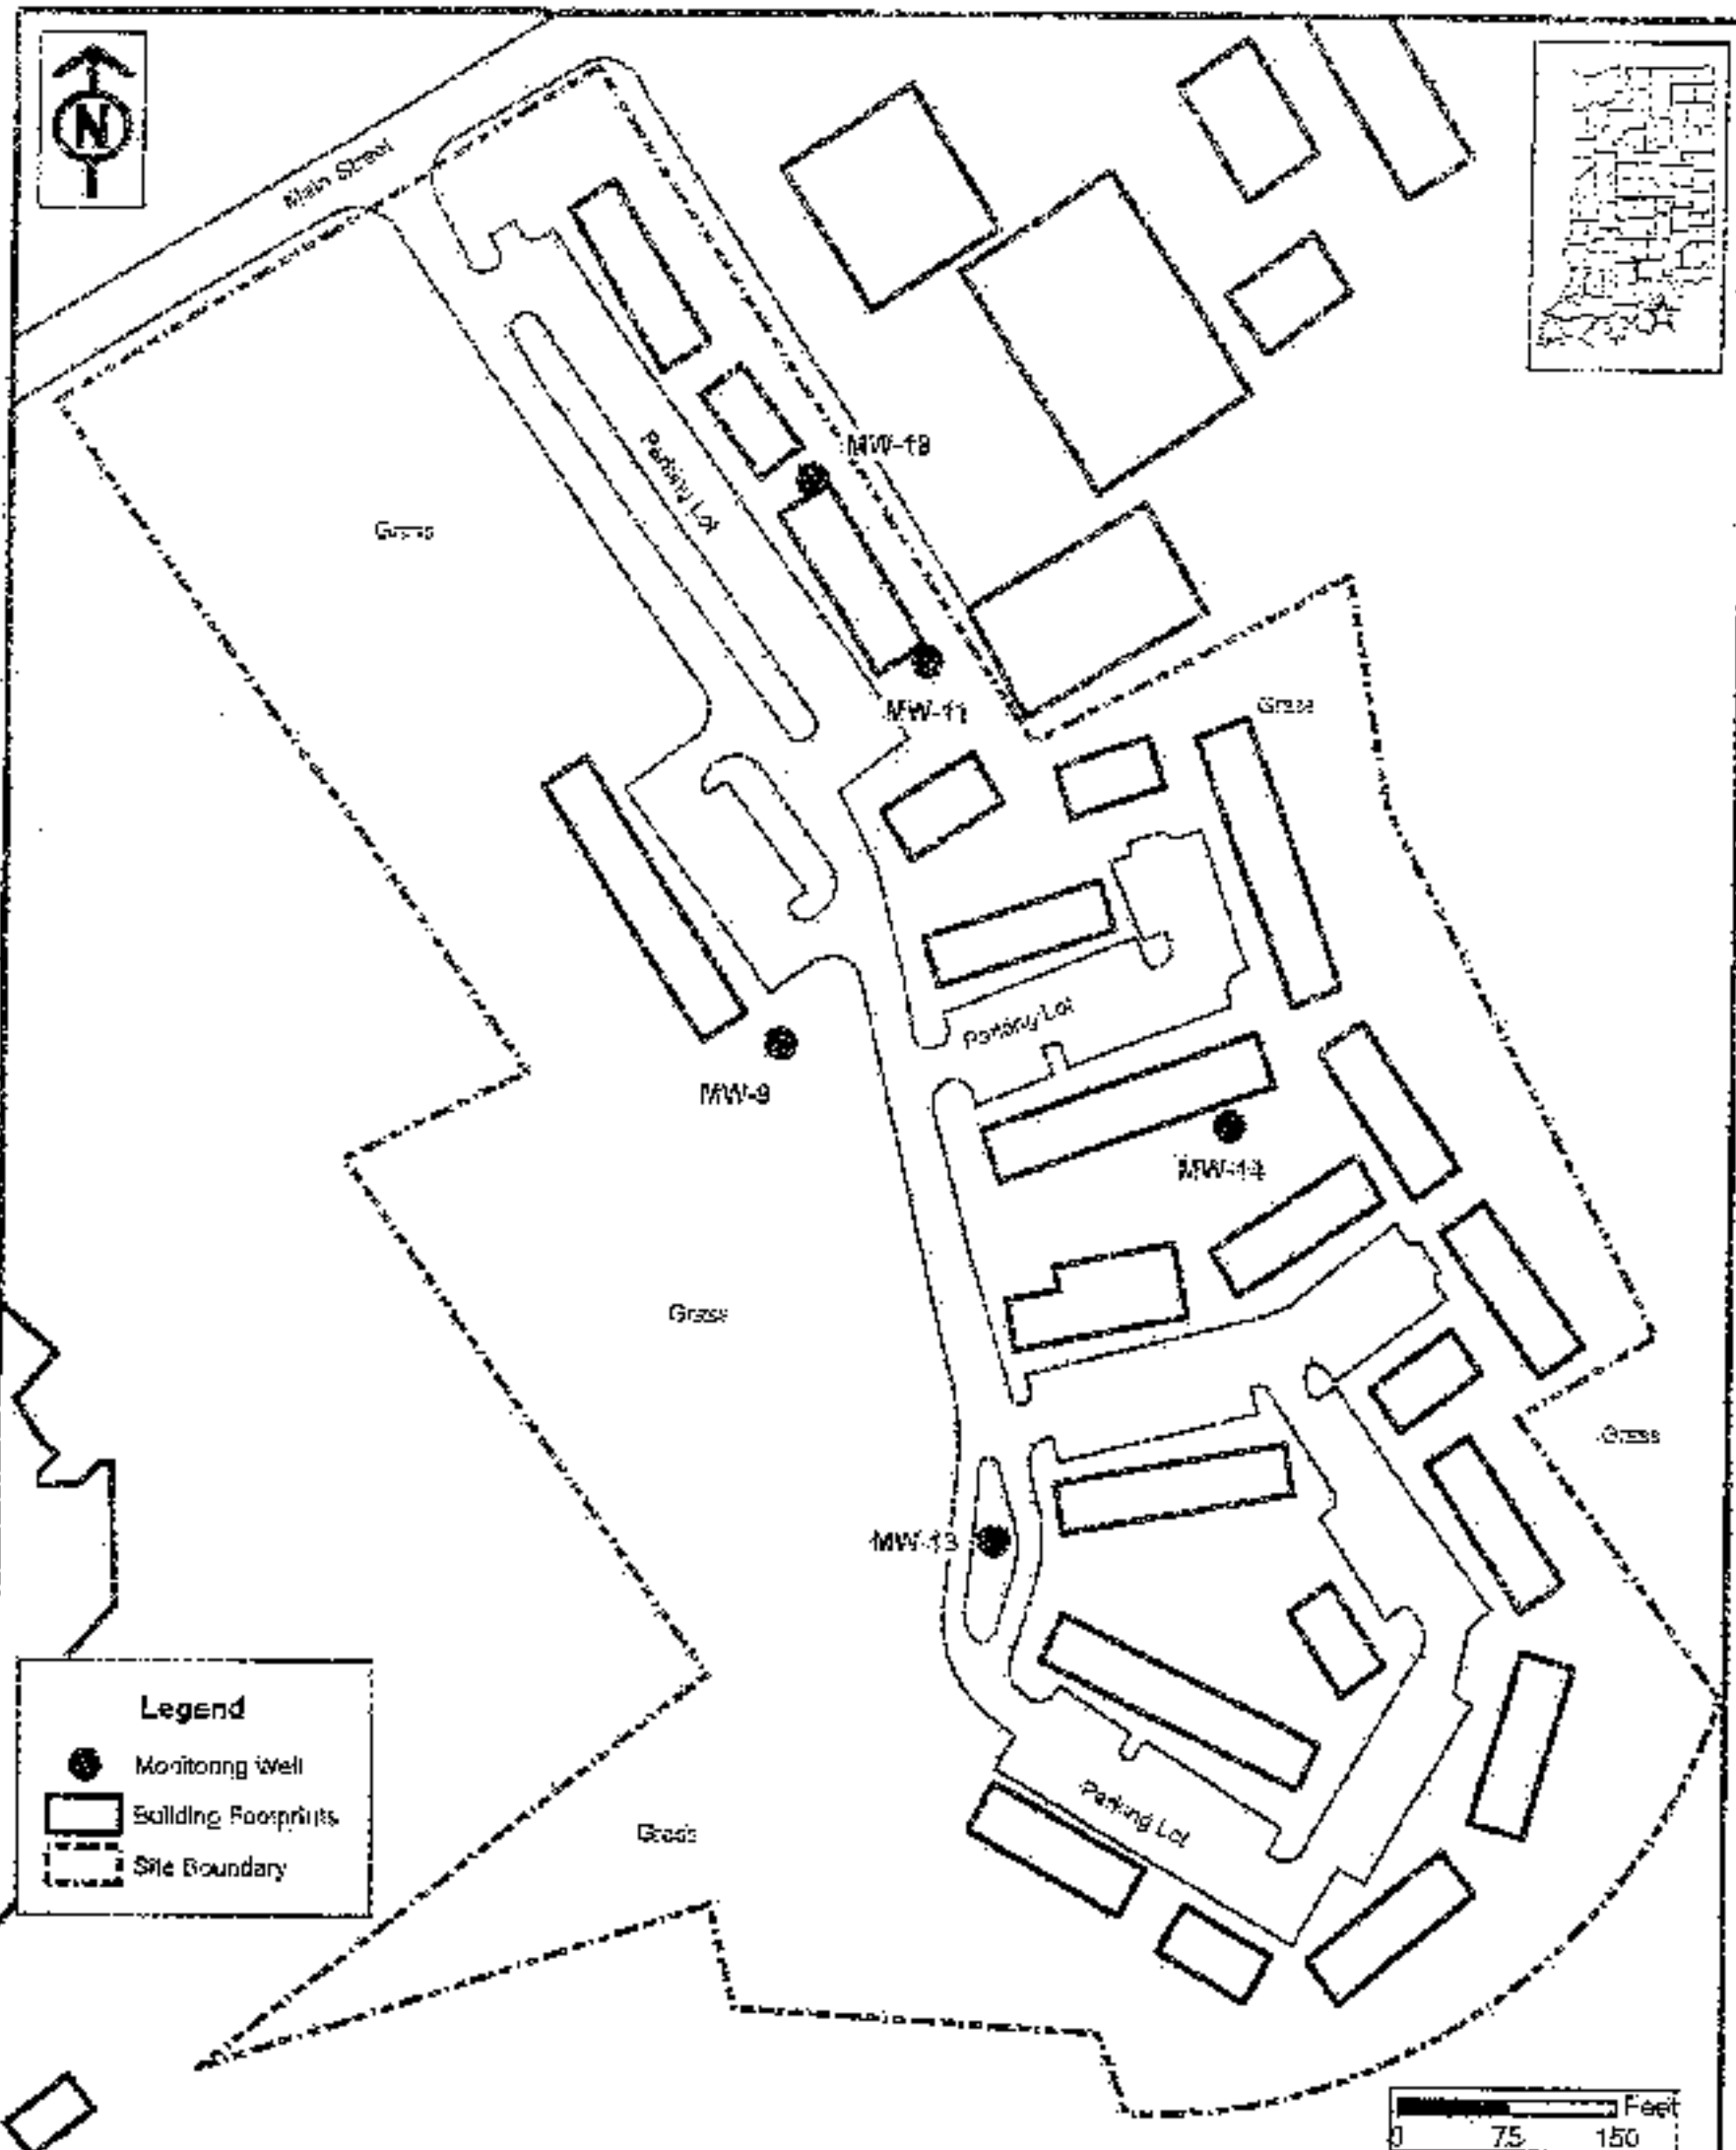 N
Main Street
MW-19
Parking Lot
Grass
MW-11
Grass
Parking Lot
MW-9
MW-14
Grass
Grass
MW-13
Legend
Monitoring Well
Building Footprints
Site Boundary
Grass
Parking Lot
Feet
0 75 150